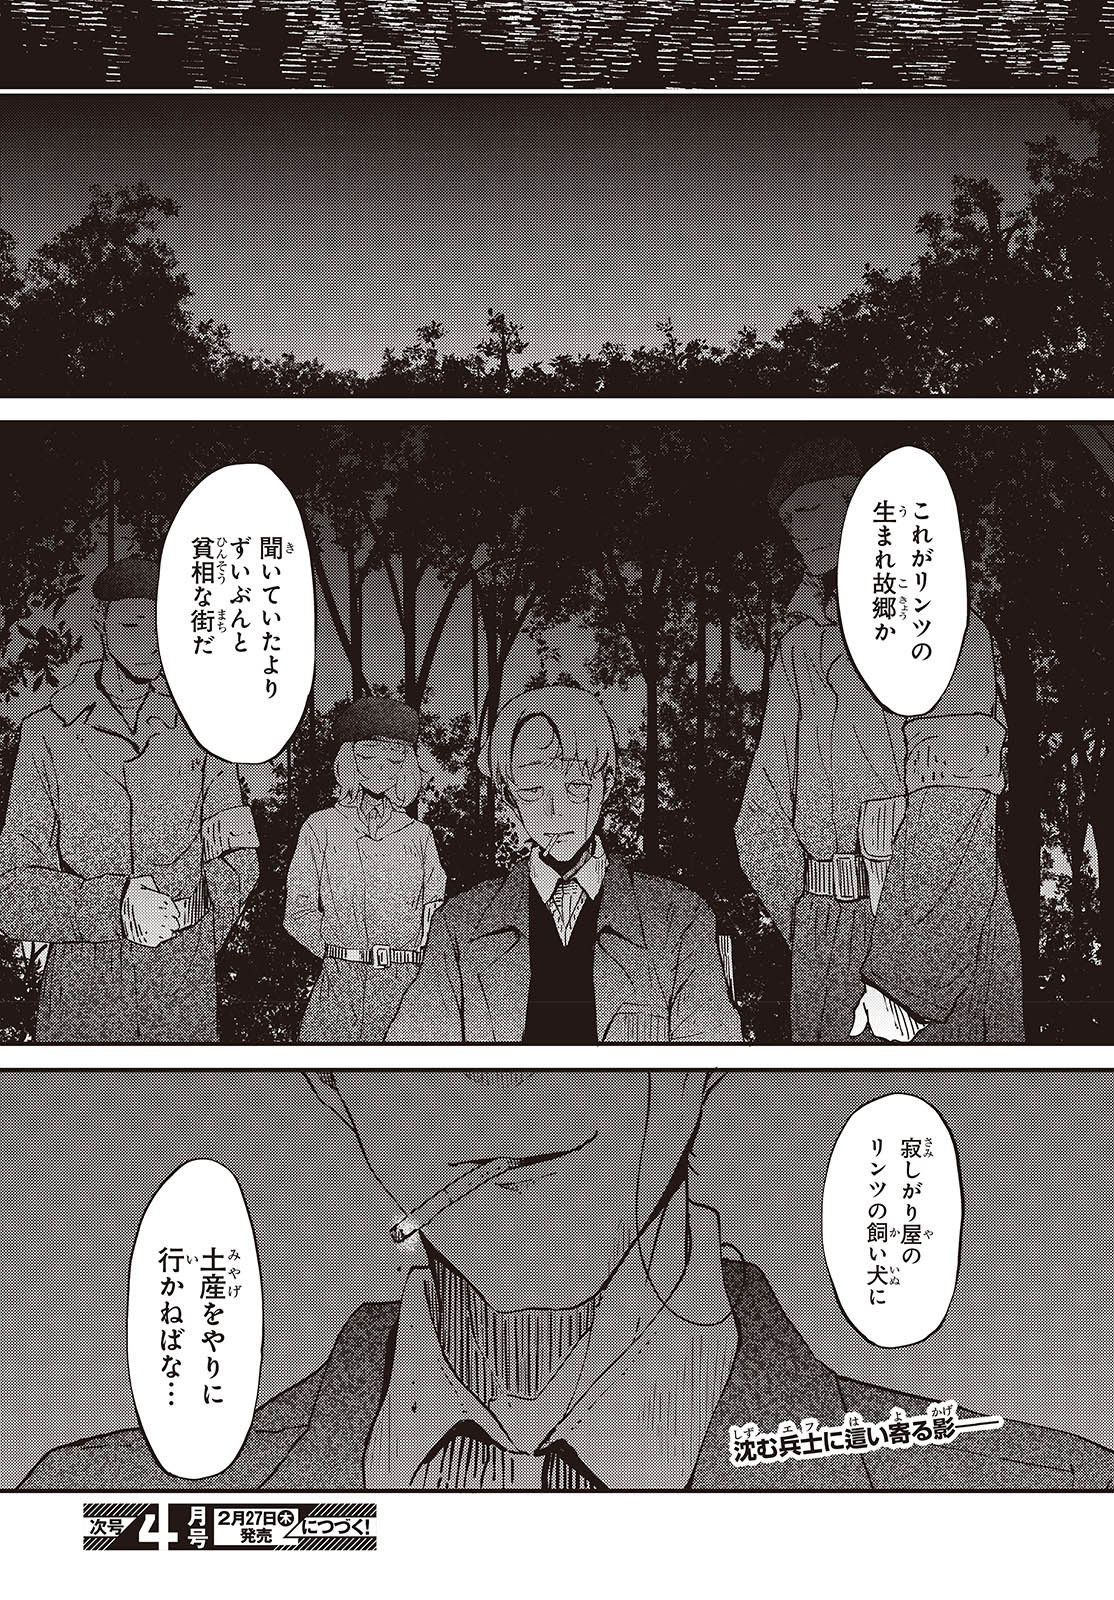 これがリンツの
生まれ故郷か
聞いていたより
ずいぶんと
貧相な街だ
寂しがり屋の
リンツの飼い犬に
土産をやりに
行かねばな…
沈む兵士に這い寄る影――
次号4月号2月27日(木)発売につづく!